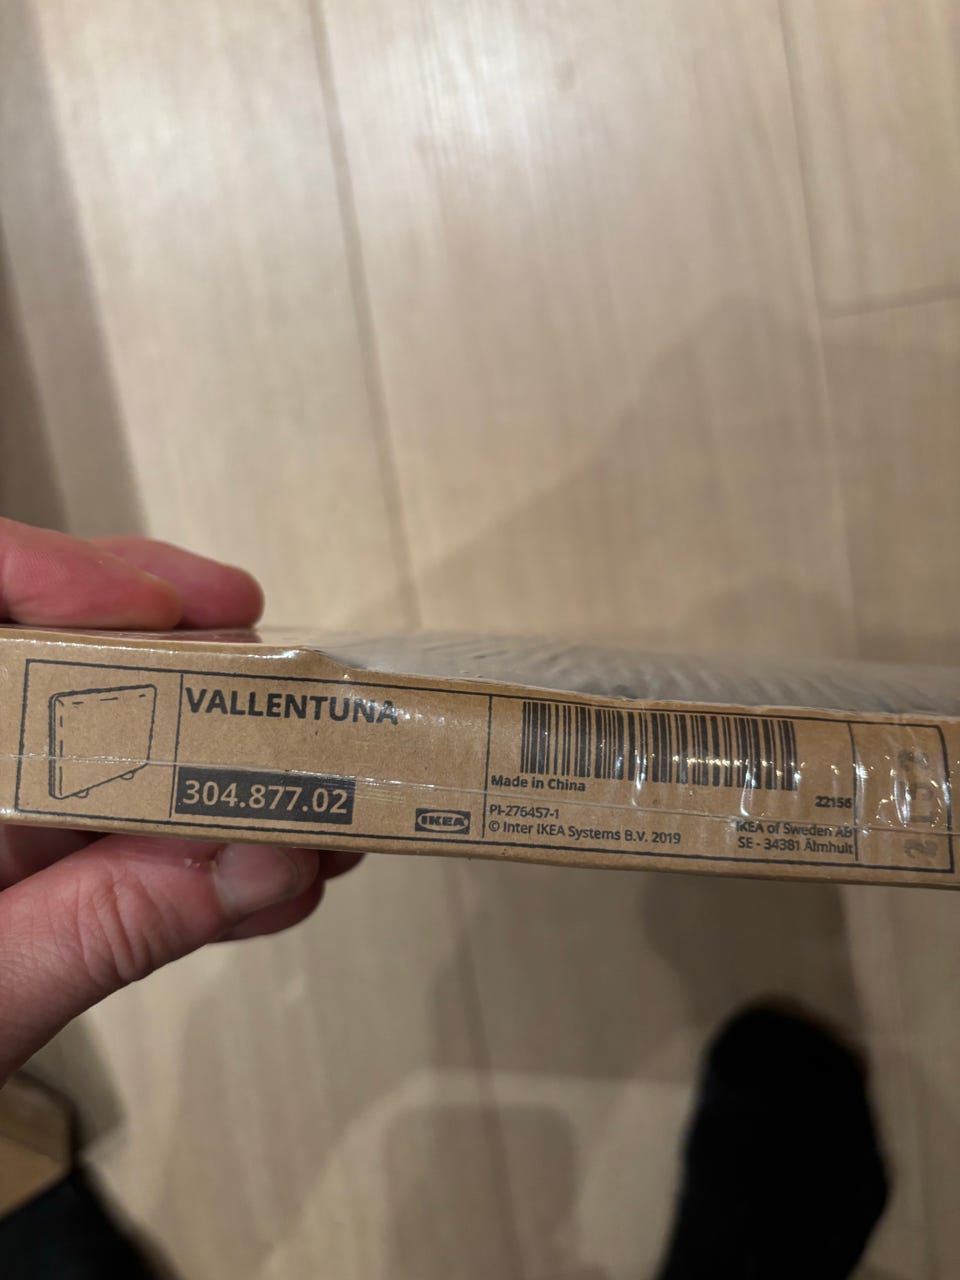 VALLENTUNA
304.877.02
IKEA
Made in China
22156
PI-276457-1
© Inter IKEA Systems B.V. 2019
IKEA of Sweden AB
SE - 34381 Älmhult